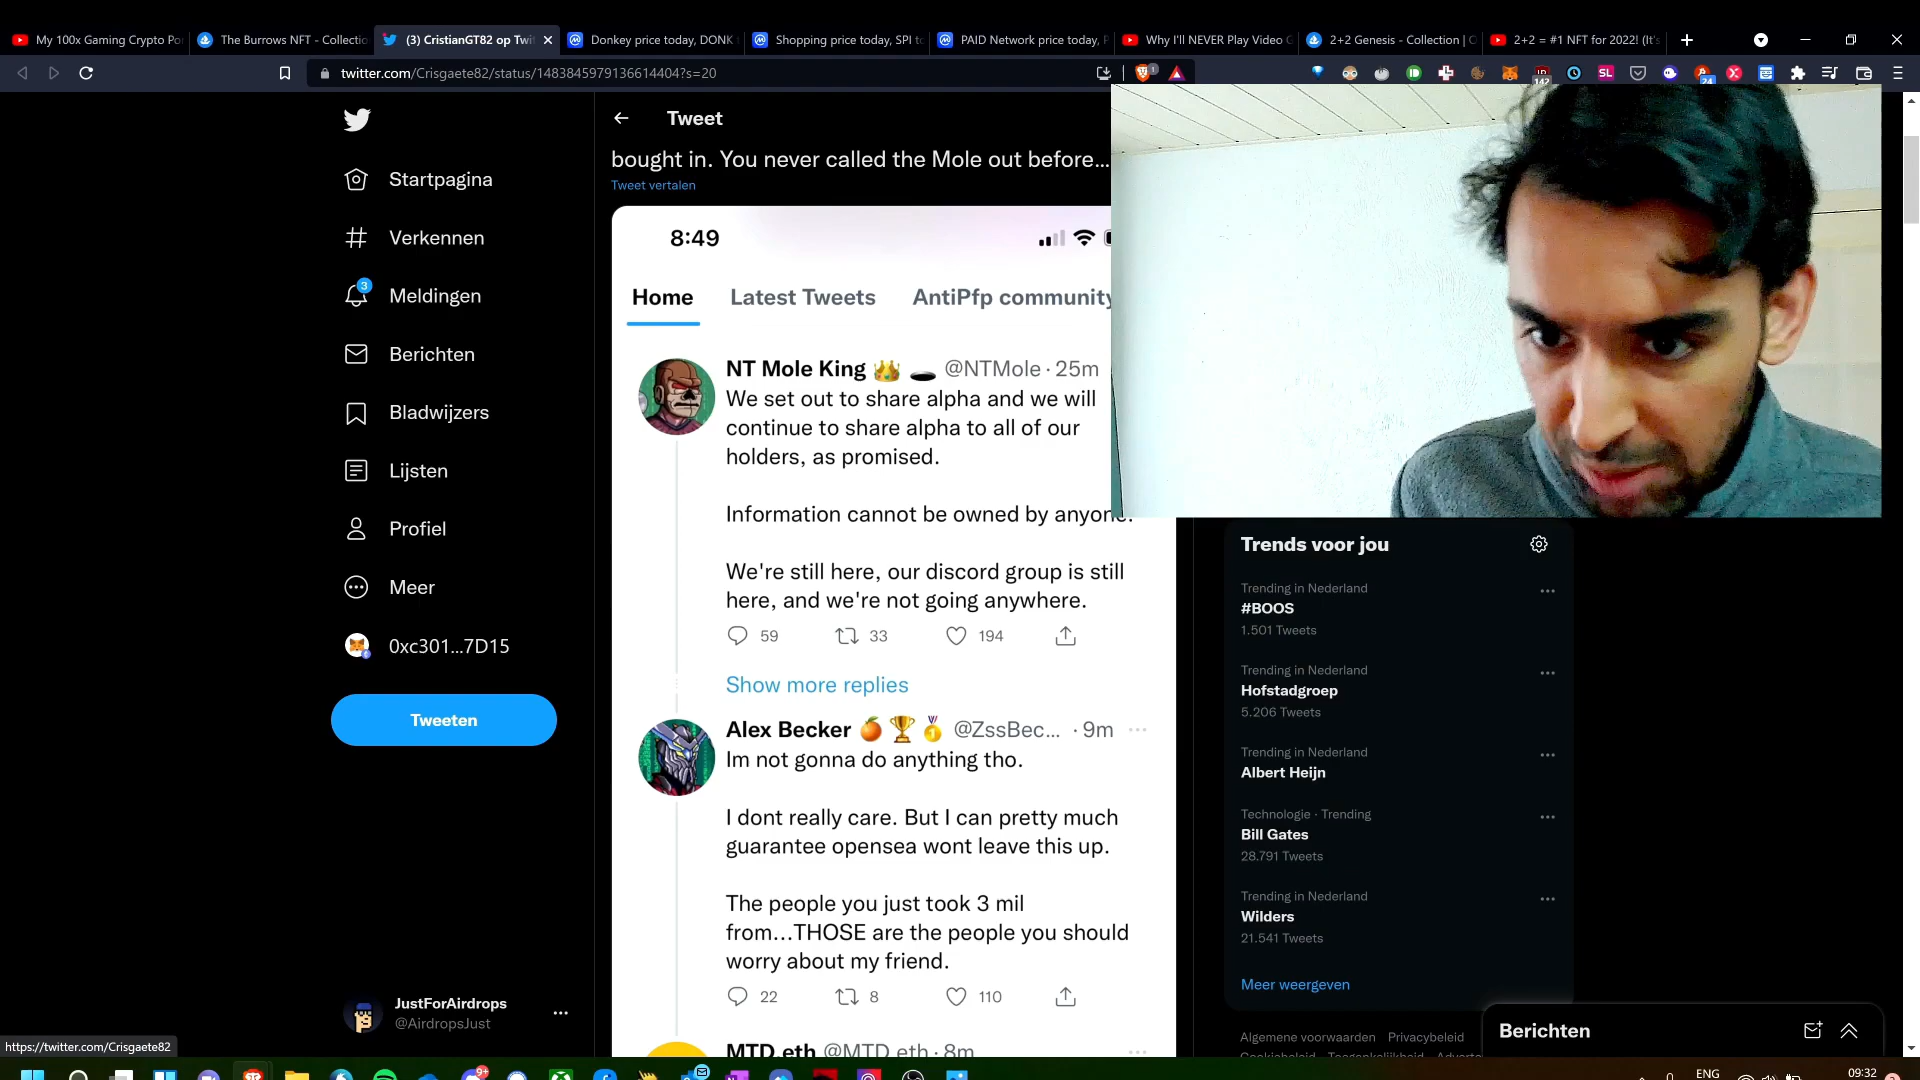 My 100x Gaming Crypto Po
The Burrows NFT - Collectio
(3) CristianGT82 op Twi
Donkey price today, DONK
Shopping price today, SPI to
PAID Network price today, P
Why I'll NEVER Play Video G
2+2 Genesis - Collection | O
2+2 = #1 NFT for 2022! (It's
twitter.com/Crisgaete82/status/1483845979136614404?s=20
1
142
SL
24
Tweet
bought in. You never called the Mole out before...
Tweet vertalen
Startpagina
Verkennen
3
Meldingen
Berichten
Bladwijzers
Lijsten
Profiel
Meer
0xc301...7D15
Tweeten
JustForAirdrops
@AirdropsJust
https://twitter.com/Crisgaete82
8:49
Home
Latest Tweets
AntiPfp community
NT Mole King 👑 🕳 @NTMole · 25m
We set out to share alpha and we will
continue to share alpha to all of our
holders, as promised.
Information cannot be owned by anyone.
We're still here, our discord group is still
here, and we're not going anywhere.
59
33
194
Show more replies
Alex Becker 🍊🏆🥇 @ZssBec... · 9m
Im not gonna do anything tho.
I dont really care. But I can pretty much
guarantee opensea wont leave this up.
The people you just took 3 mil
from...THOSE are the people you should
worry about my friend.
22
8
110
MTD.eth @MTD_eth · 8m
Trends voor jou
Trending in Nederland
#BOOS
1.501 Tweets
Trending in Nederland
Hofstadgroep
5.206 Tweets
Trending in Nederland
Albert Heijn
Technologie · Trending
Bill Gates
28.791 Tweets
Trending in Nederland
Wilders
21.541 Tweets
Meer weergeven
Algemene voorwaarden
Privacybeleid
Cookiebeleid
Toegankelijkheid
Adverte
Berichten
9+
ENG
09:32